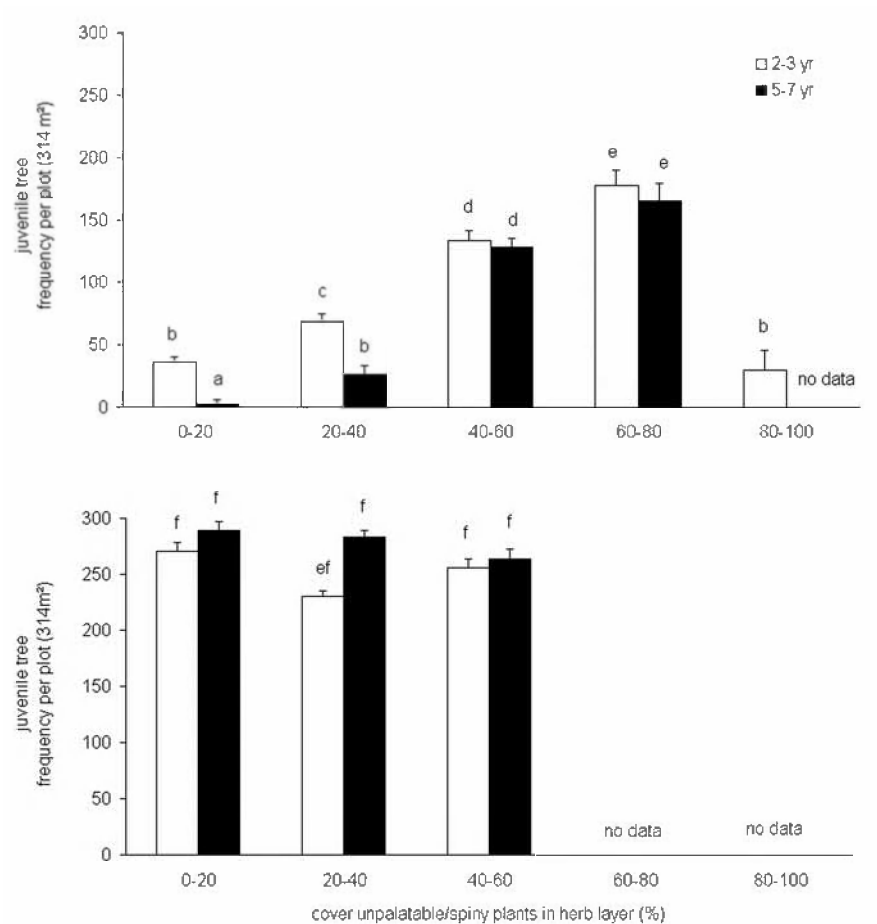 300
250
200
150
100
50
0
juvenile tree
frequency per plot (314 m²)
2-3 yr
5-7 yr
b
a
c
b
d
d
e
e
b
no data
0-20
20-40
40-60
60-80
80-100
300
250
200
150
100
50
0
juvenile tree
frequency per plot (314m²)
f
f
ef
f
f
f
no data
no data
0-20
20-40
40-60
60-80
80-100
cover unpalatable/spiny plants in herb layer (%)